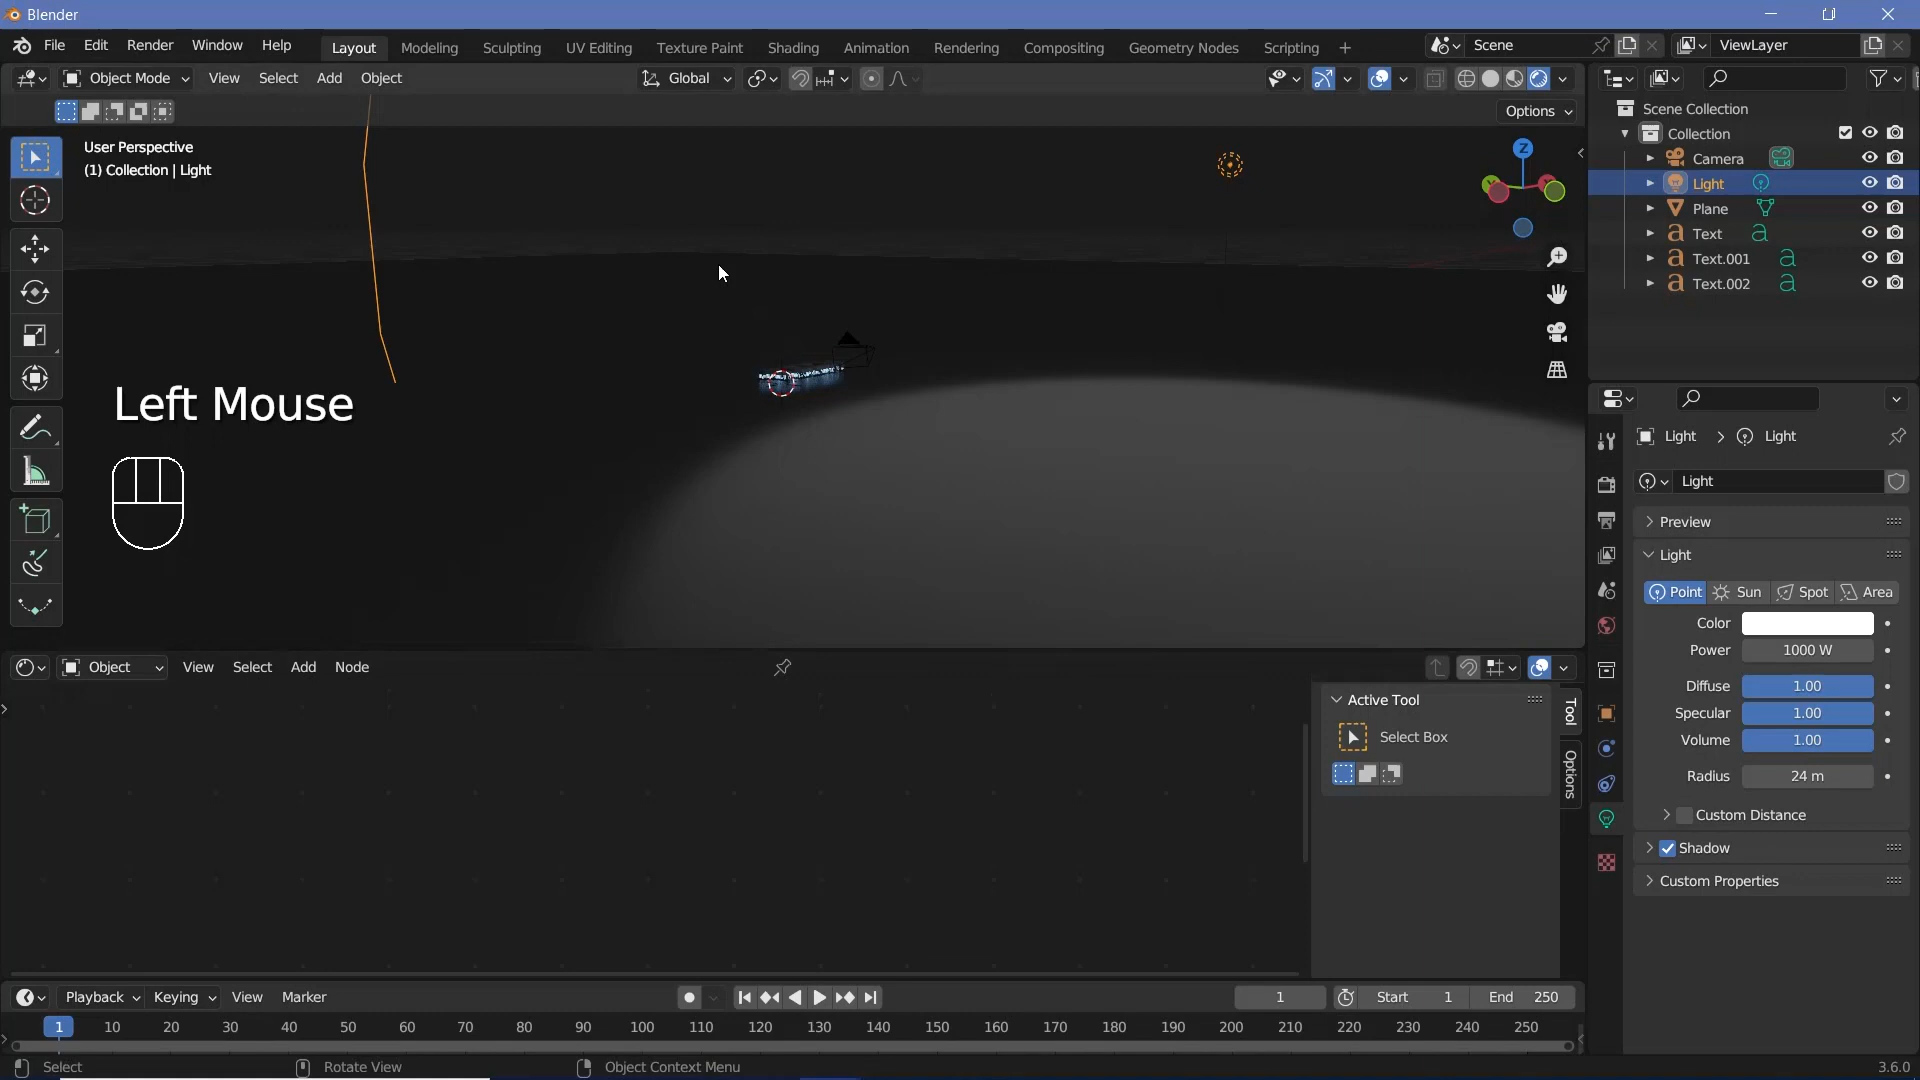 Blender
File Edit Render Window Help Layout Modeling Sculpting UV Editing Texture Paint Shading Animation Rendering Compositing Geometry Nodes Scripting Scene ViewLayer
Object Mode View Select Add Object Global
Options
User Perspective
(1) Collection | Light
Z
Left Mouse
Scene Collection
Collection
Camera
Light
Plane
Text
Text.001
Text.002
Light Light
Light
Preview
Light
Point Sun Spot Area
Color
Power 1000 W
Diffuse 1.00
Specular 1.00
Volume 1.00
Radius 24 m
Custom Distance
Shadow
Custom Properties
Object View Select Add Node
Active Tool
Select Box
Tool
Options
Playback Keying View Marker 1 Start 1 End 250
1 10 20 30 40 50 60 70 80 90 100 110 120 130 140 150 160 170 180 190 200 210 220 230 240 250
Select Rotate View Object Context Menu 3.6.0